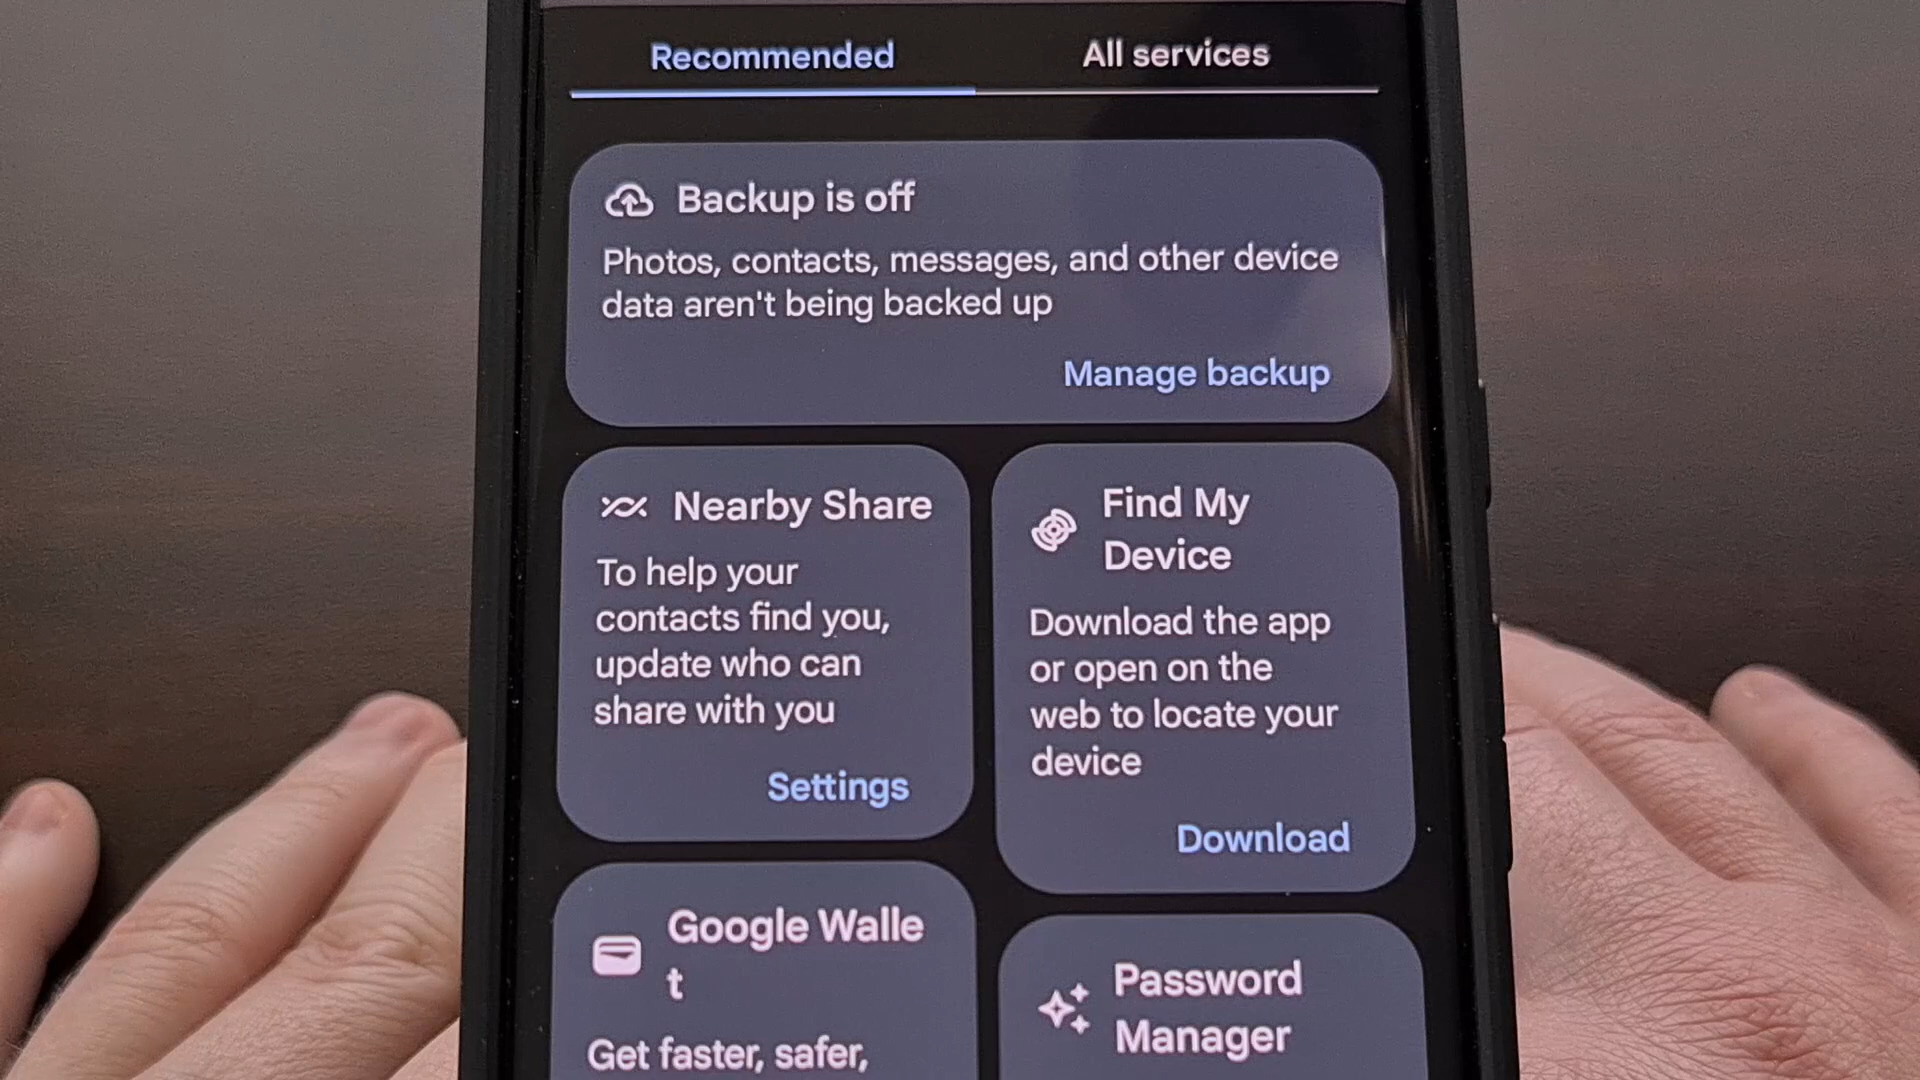 Recommended
All services
Backup is off
Photos, contacts, messages, and other device
data aren't being backed up
Manage backup
Nearby Share
To help your
contacts find you,
update who can
share with you
Settings
Find My
Device
Download the app
or open on the
web to locate your
device
Download
Google Walle
t
Get faster, safer,
Password
Manager